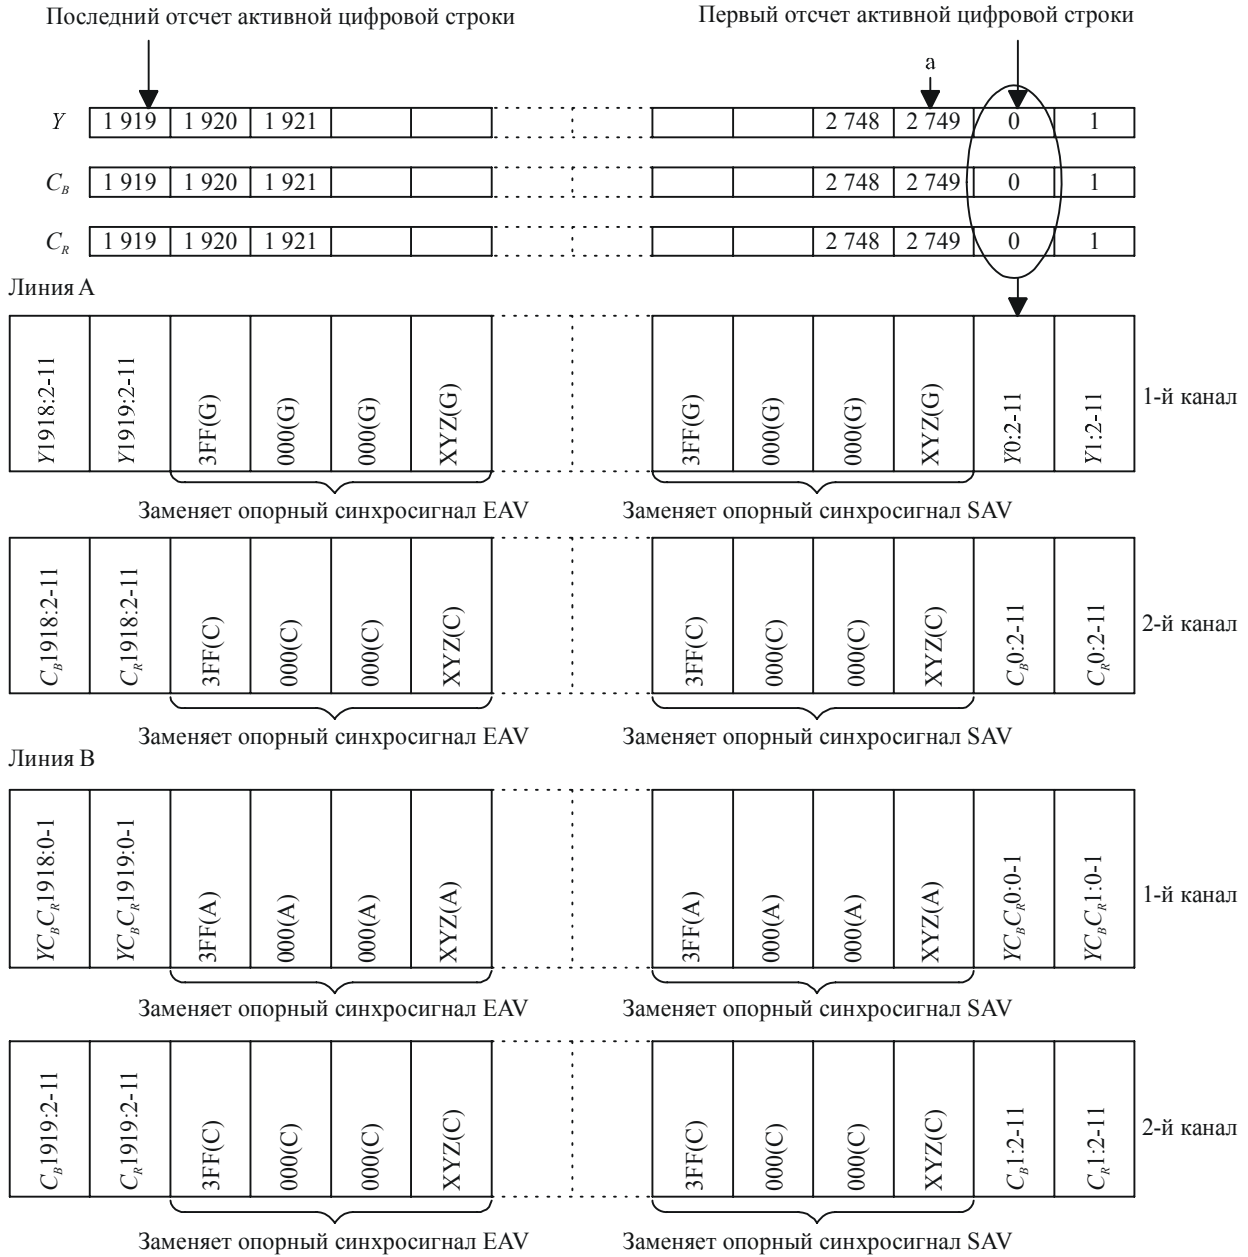 Последний отсчет активной цифровой строки
Первый отсчет активной цифровой строки
a
Y 1 919 1 920 1 921 2 748 2 749 0 1
C_B 1 919 1 920 1 921 2 748 2 749 0 1
C_R 1 919 1 920 1 921 2 748 2 749 0 1
Линия A
Y1918:2-11 Y1919:2-11 3FF(G) 000(G) 000(G) XYZ(G) 3FF(G) 000(G) 000(G) XYZ(G) Y0:2-11 Y1:2-11 1-й канал
Заменяет опорный синхросигнал EAV Заменяет опорный синхросигнал SAV
C_B1918:2-11 C_R1918:2-11 3FF(C) 000(C) 000(C) XYZ(C) 3FF(C) 000(C) 000(C) XYZ(C) C_B0:2-11 C_R0:2-11 2-й канал
Заменяет опорный синхросигнал EAV Заменяет опорный синхросигнал SAV
Линия B
YC_BC_R1918:0-1 YC_BC_R1919:0-1 3FF(A) 000(A) 000(A) XYZ(A) 3FF(A) 000(A) 000(A) XYZ(A) YC_BC_R0:0-1 YC_BC_R1:0-1 1-й канал
Заменяет опорный синхросигнал EAV Заменяет опорный синхросигнал SAV
C_B1919:2-11 C_R1919:2-11 3FF(C) 000(C) 000(C) XYZ(C) 3FF(C) 000(C) 000(C) XYZ(C) C_B1:2-11 C_R1:2-11 2-й канал
Заменяет опорный синхросигнал EAV Заменяет опорный синхросигнал SAV